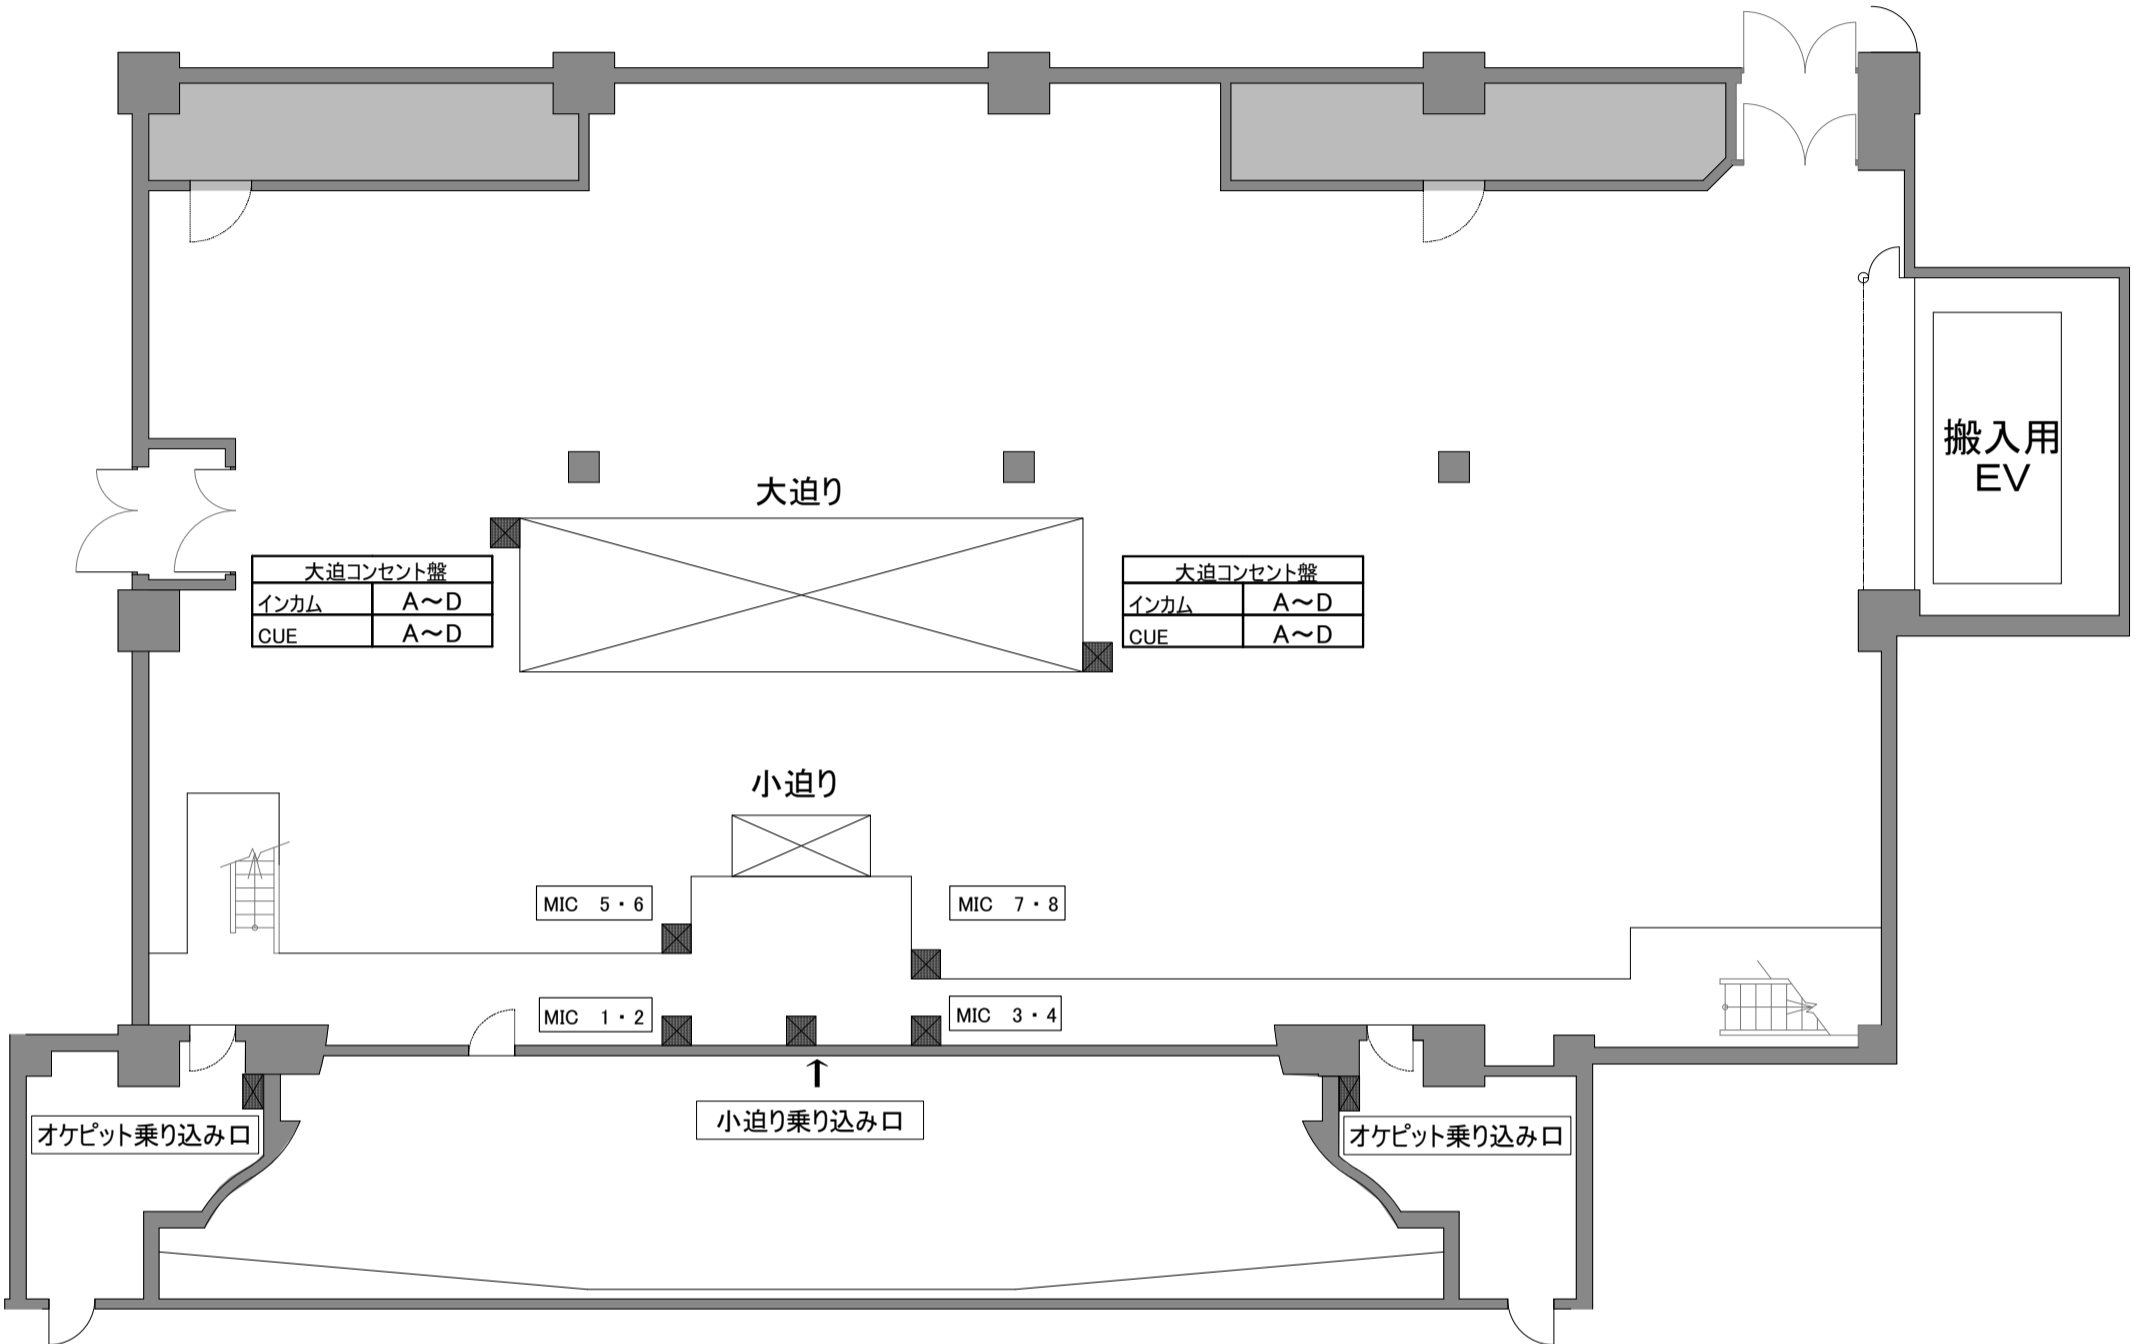 搬入用
EV
大迫り
大迫コンセント盤
インカム A～D
CUE A～D
大迫コンセント盤
インカム A～D
CUE A～D
小迫り
MIC 5・6
MIC 7・8
MIC 1・2
MIC 3・4
↑
小迫り乗り込み口
オケピット乗り込み口
オケピット乗り込み口